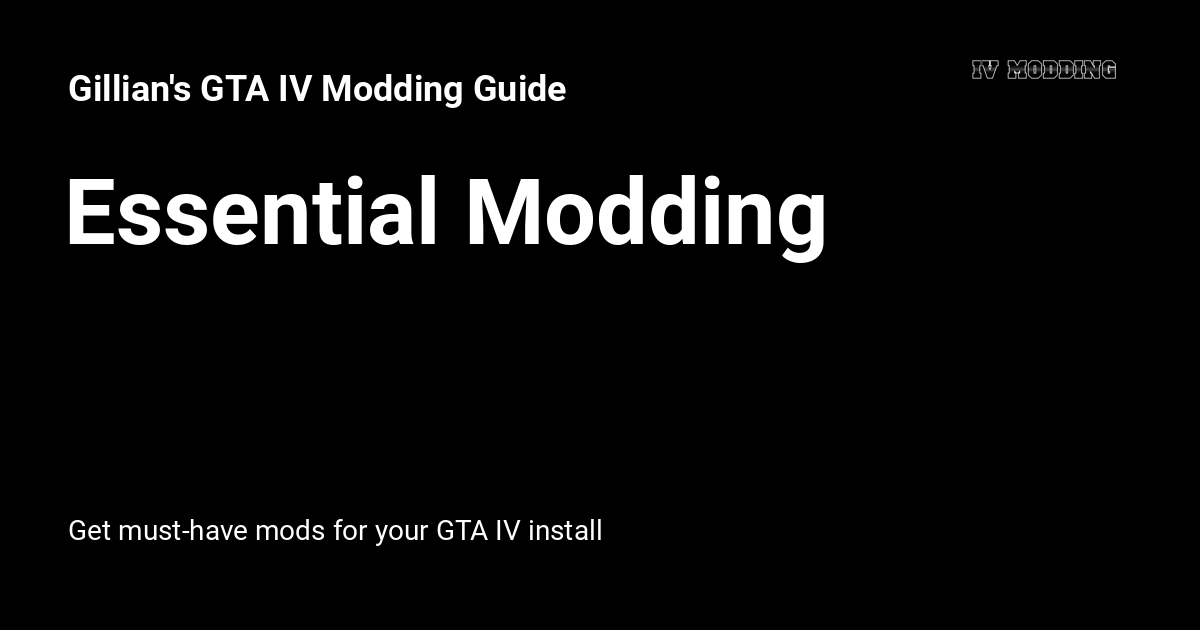 Gillian's GTA IV Modding Guide
IV MODDING
Essential Modding
Get must-have mods for your GTA IV install